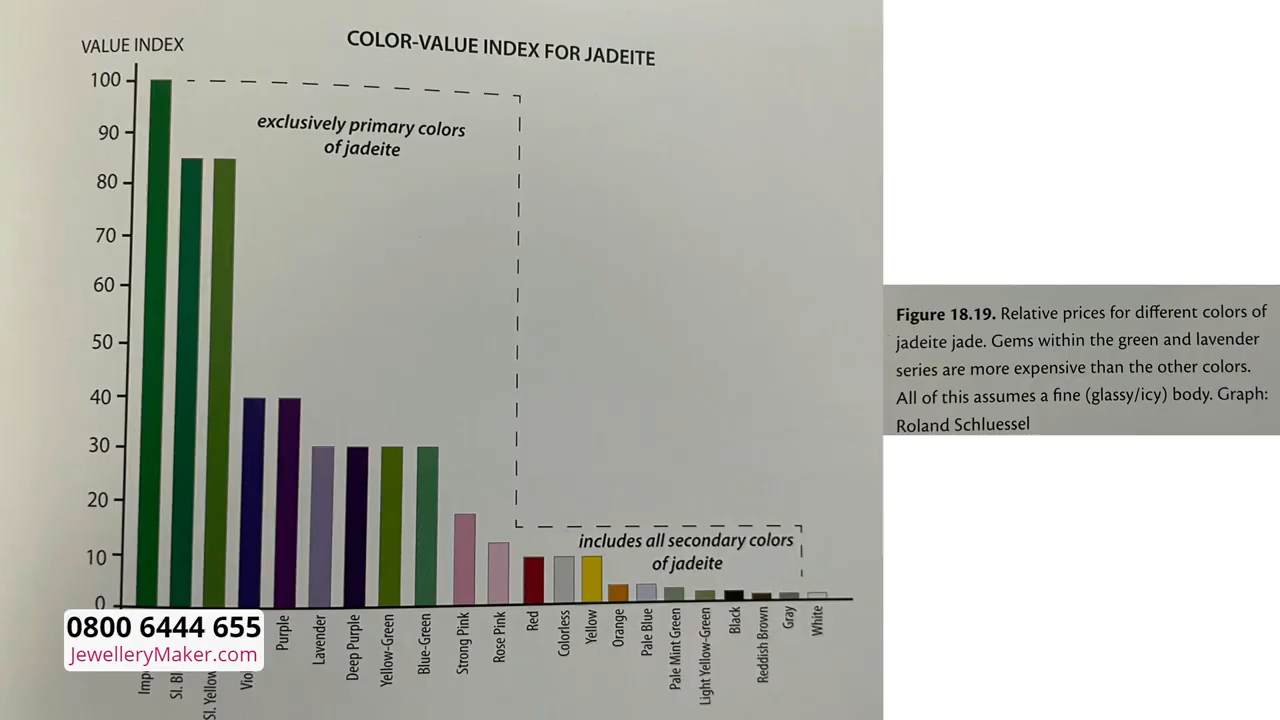 VALUE INDEX
COLOR-VALUE INDEX FOR JADEITE
100
90
80
70
60
50
40
30
20
10
0
exclusively primary colors
of jadeite
includes all secondary colors
of jadeite
Purple
Lavender
Deep Purple
Yellow-Green
Blue-Green
Strong Pink
Rose Pink
Red
Colorless
Yellow
Orange
Pale Blue
Pale Mint Green
Light Yellow-Green
Black
Reddish Brown
Gray
White
0800 6444 655
JewelleryMaker.com
Figure 18.19. Relative prices for different colors of
jadeite jade. Gems within the green and lavender
series are more expensive than the other colors.
All of this assumes a fine (glassy/icy) body. Graph:
Roland Schluessel